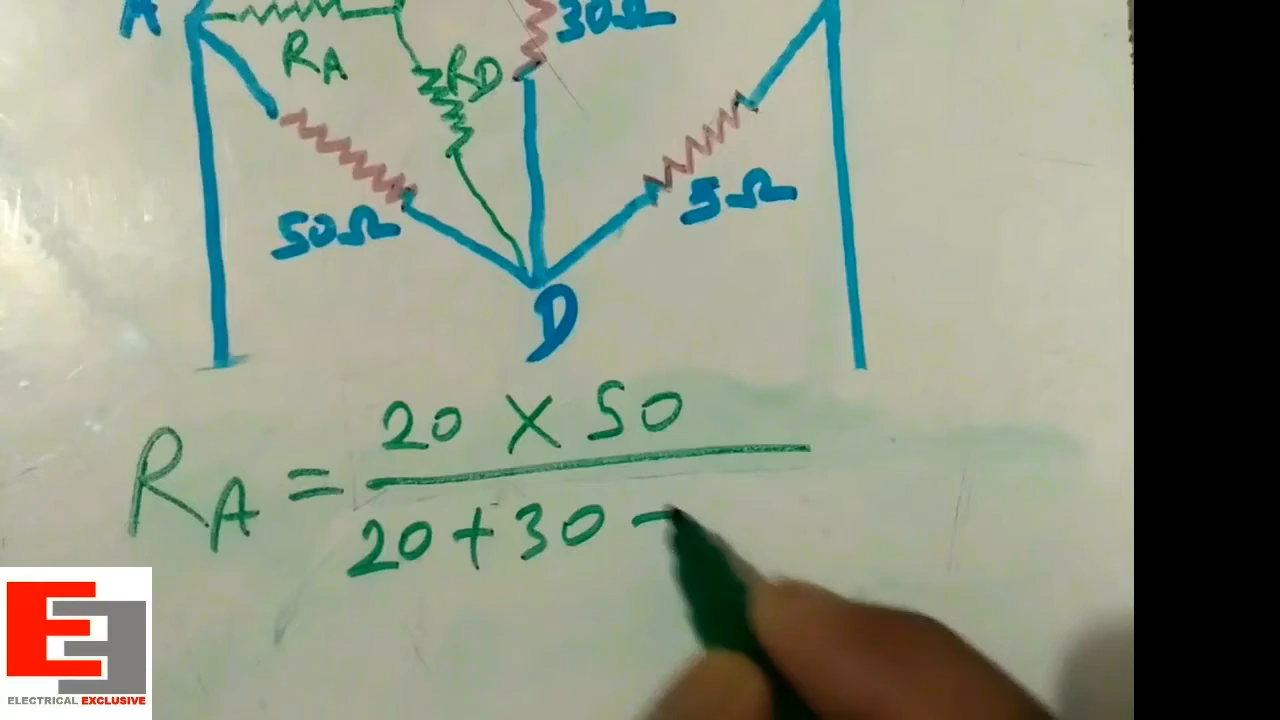 A
RA
RD
30Ω
50Ω
5Ω
D
RA = 20 X 50
20 + 30 -
ELECTRICAL EXCLUSIVE